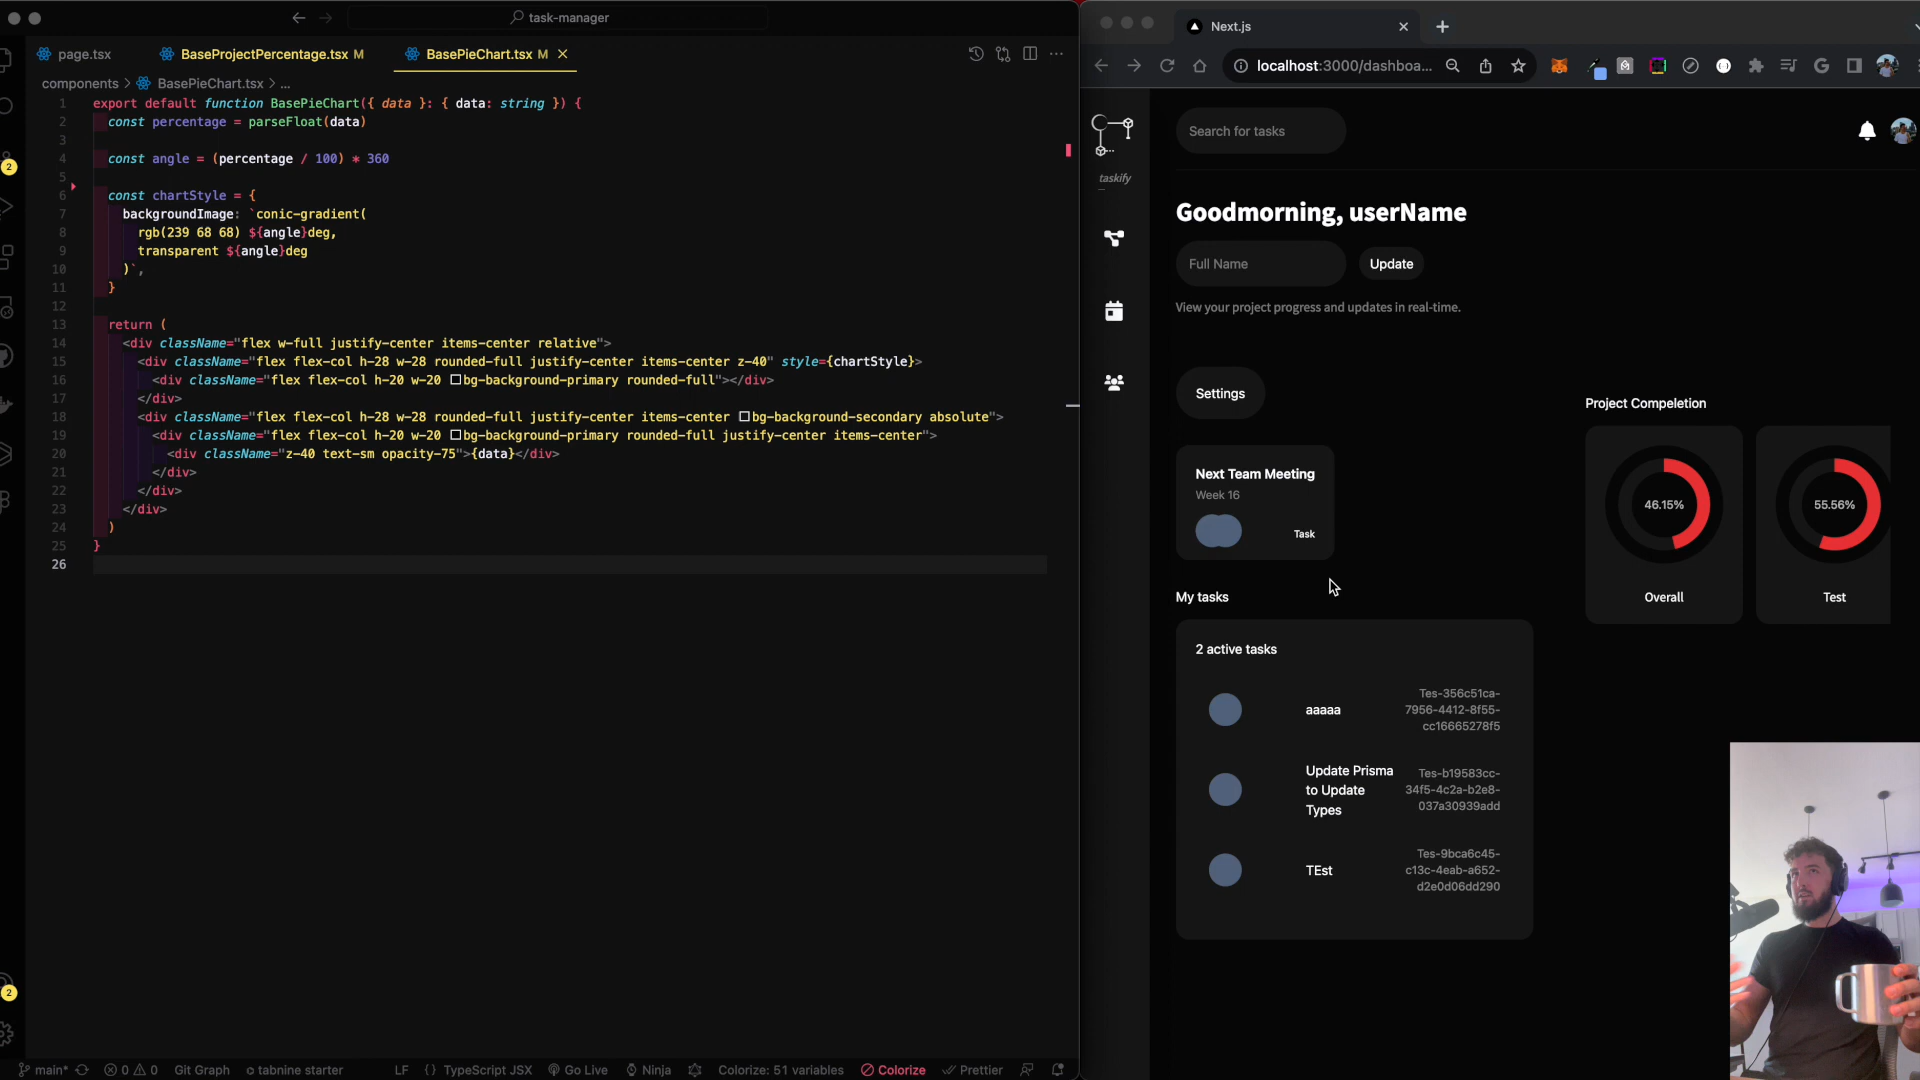 task-manager
page.tsx
BaseProjectPercentage.tsx M
BasePieChart.tsx M
components > BasePieChart.tsx > ...
1 export default function BasePieChart({ data }: { data: string }) {
2 const percentage = parseFloat(data)
3
4 const angle = (percentage / 100) * 360
5
6 const chartStyle = {
7 backgroundImage: `conic-gradient(
8 rgb(239 68 68) ${angle}deg,
9 transparent ${angle}deg
10 )`,
11 }
12
13 return (
14 <div className="flex w-full justify-center items-center relative">
15 <div className="flex flex-col h-28 w-28 rounded-full justify-center items-center z-40" style={chartStyle}>
16 <div className="flex flex-col h-20 w-20 bg-background-primary rounded-full"></div>
17 </div>
18 <div className="flex flex-col h-28 w-28 rounded-full justify-center items-center bg-background-secondary absolute">
19 <div className="flex flex-col h-20 w-20 bg-background-primary rounded-full justify-center items-center">
20 <div className="z-40 text-sm opacity-75">{data}</div>
21 </div>
22 </div>
23 </div>
24 )
25 }
26
2
2
main*
0 0
Git Graph
tabnine starter
LF
{ } TypeScript JSX
Go Live
Ninja
Colorize: 51 variables
Colorize
Prettier
Next.js
localhost:3000/dashboa...
taskify
Search for tasks
Goodmorning, userName
Full Name
Update
View your project progress and updates in real-time.
Settings
Next Team Meeting
Week 16
Task
Project Compeletion
46.15%
Overall
55.56%
Test
My tasks
2 active tasks
aaaaa
Tes-356c51ca-
7956-4412-8f55-
cc16665278f5
Update Prisma
to Update
Types
Tes-b19583cc-
34f5-4c2a-b2e8-
037a30939add
TEst
Tes-9bca6c45-
c13c-4eab-a652-
d2e0d06dd290